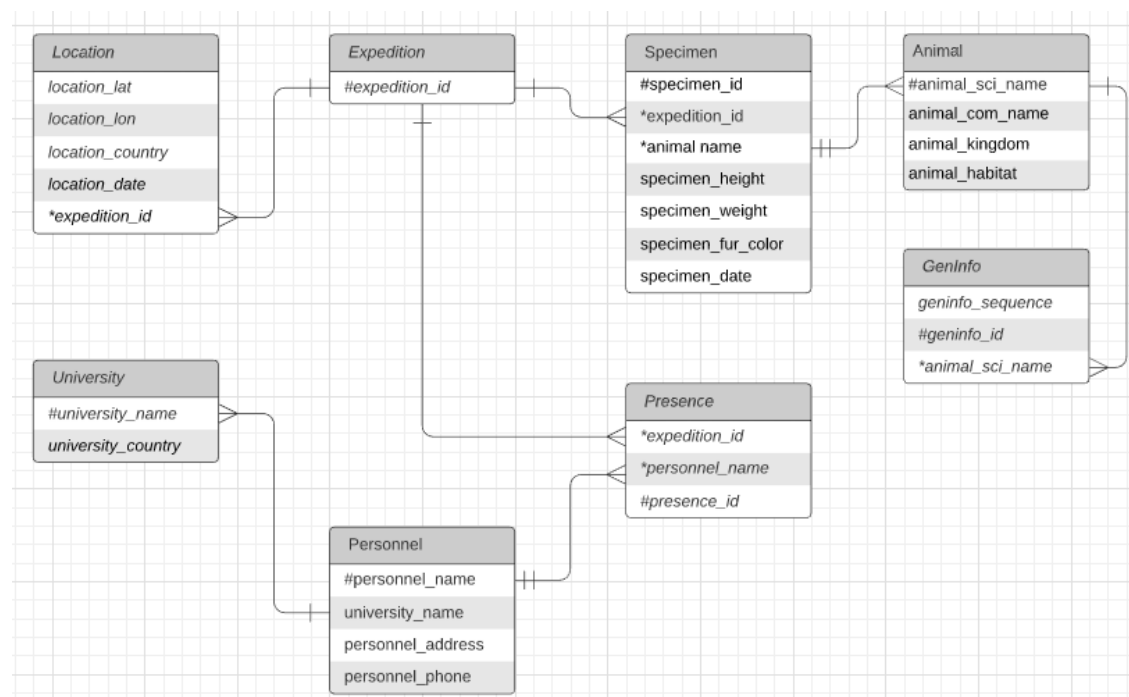 Location
location_lat
location_lon
location_country
location_date
*expedition_id
Expedition
#expedition_id
Specimen
#specimen_id
*expedition_id
*animal name
specimen_height
specimen_weight
specimen_fur_color
specimen_date
Animal
#animal_sci_name
animal_com_name
animal_kingdom
animal_habitat
GenInfo
geninfo_sequence
#geninfo_id
*animal_sci_name
University
#university_name
university_country
Presence
*expedition_id
*personnel_name
#presence_id
Personnel
#personnel_name
university_name
personnel_address
personnel_phone